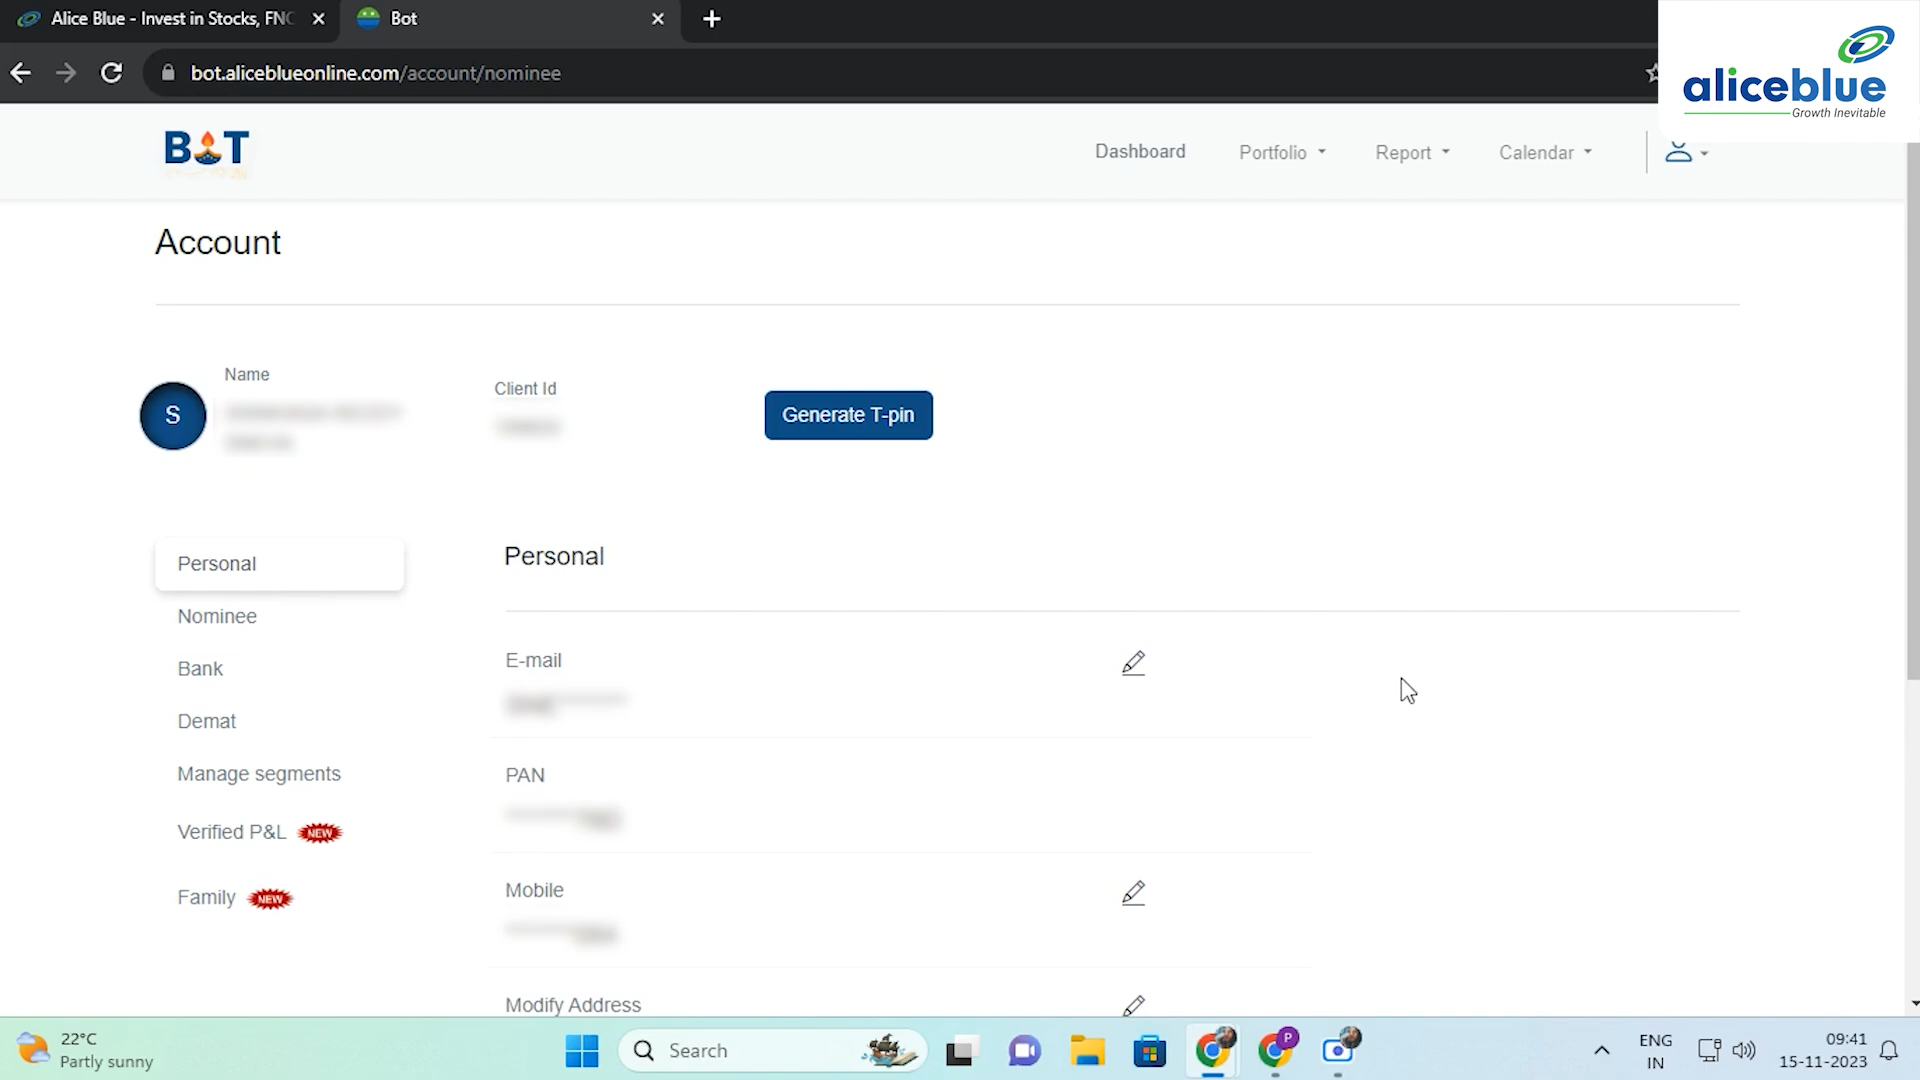 Alice Blue - Invest in Stocks, FNO
Bot
bot.aliceblueonline.com/account/nominee
aliceblue
Growth Inevitable
BOT
Dashboard
Portfolio
Report
Calendar
Account
Name
Client Id
S
Generate T-pin
Personal
Nominee
Bank
Demat
Manage segments
Verified P&L NEW
Family NEW
Personal
E-mail
PAN
Mobile
Modify Address
22°C
Partly sunny
Search
P
ENG
IN
09:41
15-11-2023